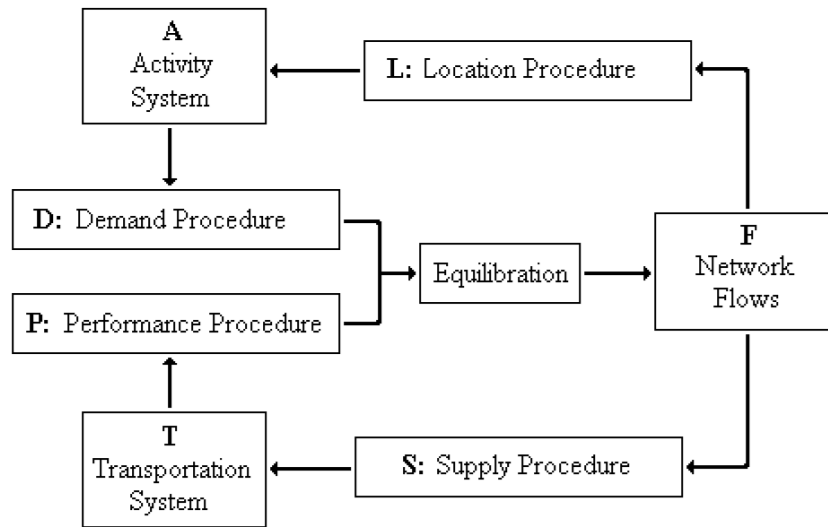 A
Activity
System
L: Location Procedure
D: Demand Procedure
P: Performance Procedure
Equilibration
F
Network
Flows
T
Transportation
System
S: Supply Procedure